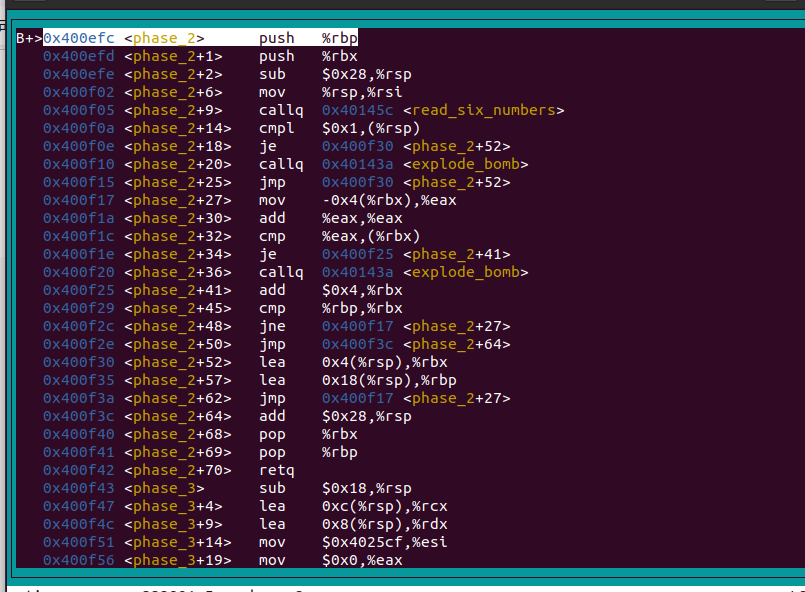 B+>0x400efc <phase_2> push %rbp
0x400efd <phase_2+1> push %rbx
0x400efe <phase_2+2> sub $0x28,%rsp
0x400f02 <phase_2+6> mov %rsp,%rsi
0x400f05 <phase_2+9> callq 0x40145c <read_six_numbers>
0x400f0a <phase_2+14> cmpl $0x1,(%rsp)
0x400f0e <phase_2+18> je 0x400f30 <phase_2+52>
0x400f10 <phase_2+20> callq 0x40143a <explode_bomb>
0x400f15 <phase_2+25> jmp 0x400f30 <phase_2+52>
0x400f17 <phase_2+27> mov -0x4(%rbx),%eax
0x400f1a <phase_2+30> add %eax,%eax
0x400f1c <phase_2+32> cmp %eax,(%rbx)
0x400f1e <phase_2+34> je 0x400f25 <phase_2+41>
0x400f20 <phase_2+36> callq 0x40143a <explode_bomb>
0x400f25 <phase_2+41> add $0x4,%rbx
0x400f29 <phase_2+45> cmp %rbp,%rbx
0x400f2c <phase_2+48> jne 0x400f17 <phase_2+27>
0x400f2e <phase_2+50> jmp 0x400f3c <phase_2+64>
0x400f30 <phase_2+52> lea 0x4(%rsp),%rbx
0x400f35 <phase_2+57> lea 0x18(%rsp),%rbp
0x400f3a <phase_2+62> jmp 0x400f17 <phase_2+27>
0x400f3c <phase_2+64> add $0x28,%rsp
0x400f40 <phase_2+68> pop %rbx
0x400f41 <phase_2+69> pop %rbp
0x400f42 <phase_2+70> retq
0x400f43 <phase_3> sub $0x18,%rsp
0x400f47 <phase_3+4> lea 0xc(%rsp),%rcx
0x400f4c <phase_3+9> lea 0x8(%rsp),%rdx
0x400f51 <phase_3+14> mov $0x4025cf,%esi
0x400f56 <phase_3+19> mov $0x0,%eax